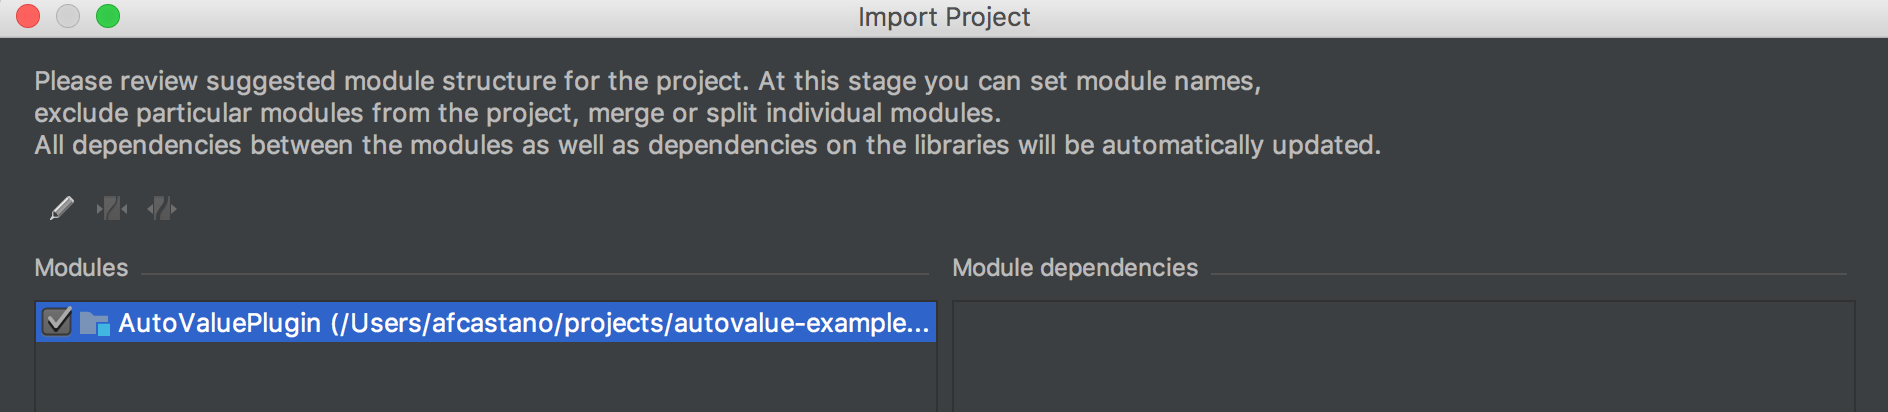 Import Project
Please review suggested module structure for the project. At this stage you can set module names,
exclude particular modules from the project, merge or split individual modules.
All dependencies between the modules as well as dependencies on the libraries will be automatically updated.
Modules
Module dependencies
AutoValuePlugin (/Users/afcastano/projects/autovalue-example...